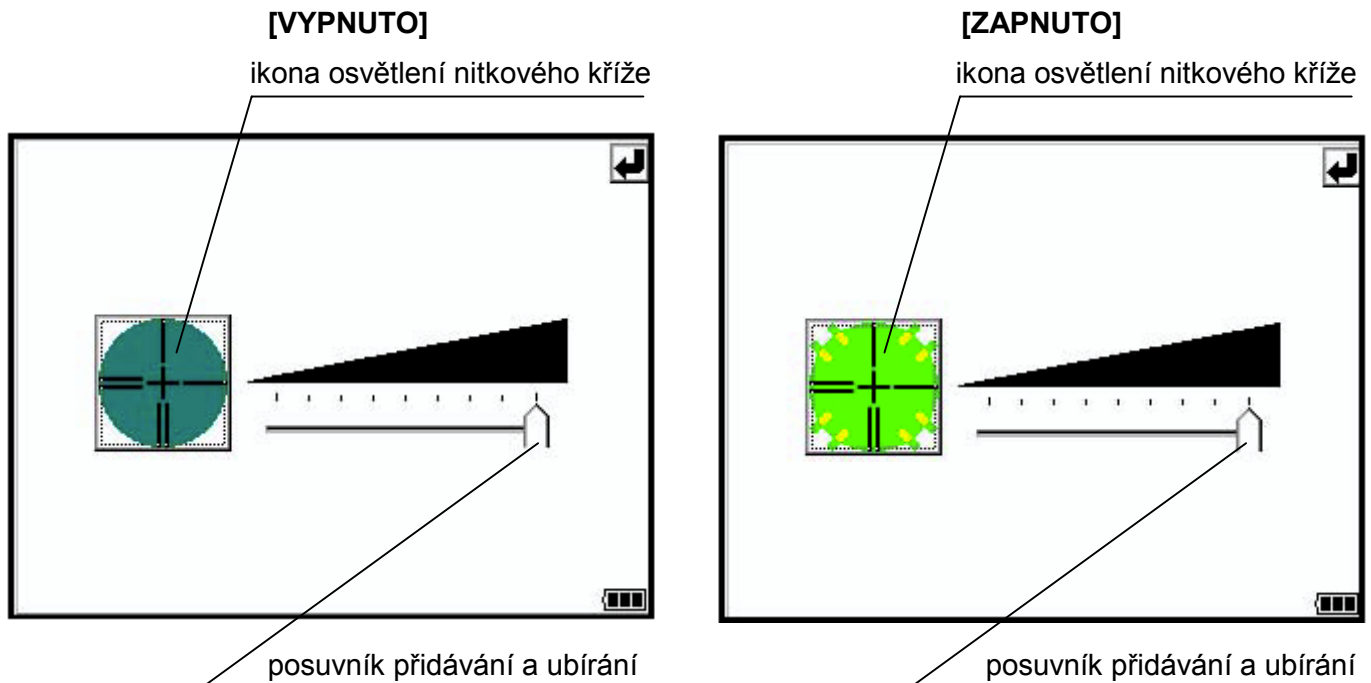 [VYPNUTO]
ikona osvětlení nitkového kříže
posuvník přidávání a ubírání
[ZAPNUTO]
ikona osvětlení nitkového kříže
posuvník přidávání a ubírání